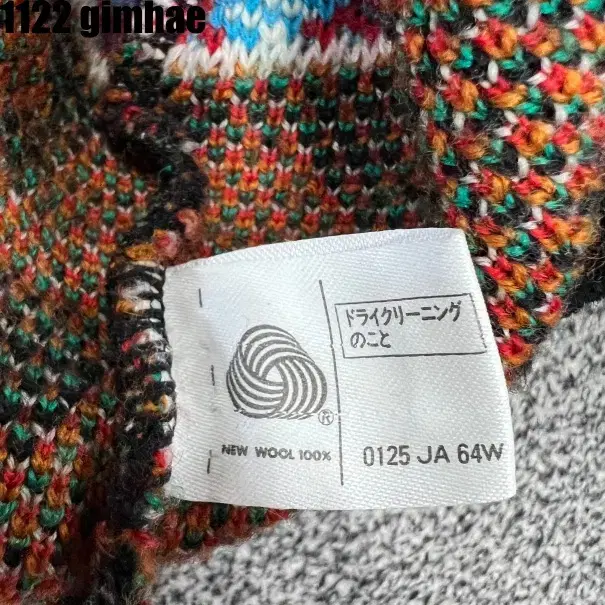 1122 gimhae
ドライクリーニング
のこと
®
NEW WOOL 100%
0125 JA 64W